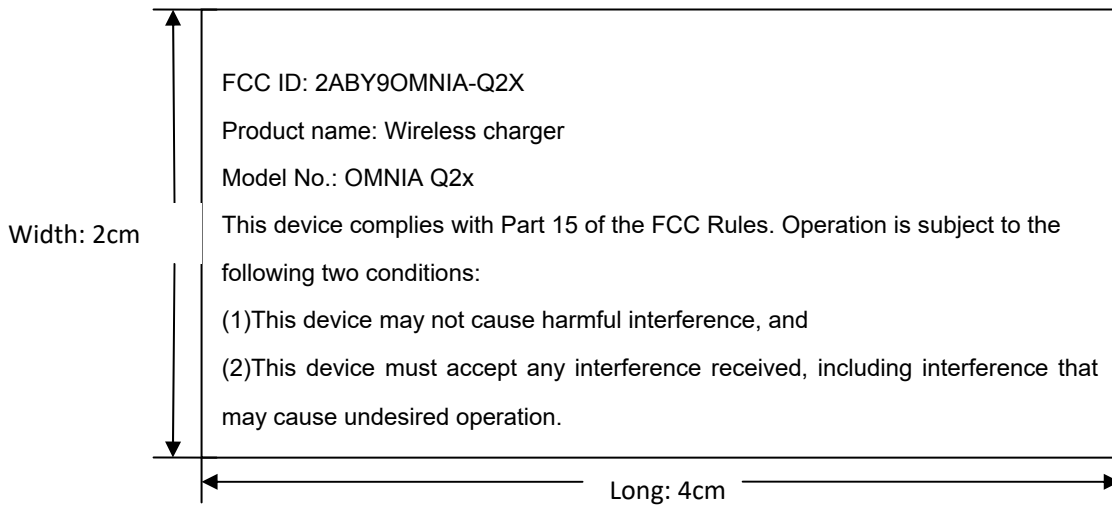 FCC ID: 2ABY9OMNIA-Q2X
Product name: Wireless charger
Model No.: OMNIA Q2x
Width: 2cm
This device complies with Part 15 of the FCC Rules. Operation is subject to the
following two conditions:
(1)This device may not cause harmful interference, and
(2)This device must accept any interference received, including interference that
may cause undesired operation.
Long: 4cm